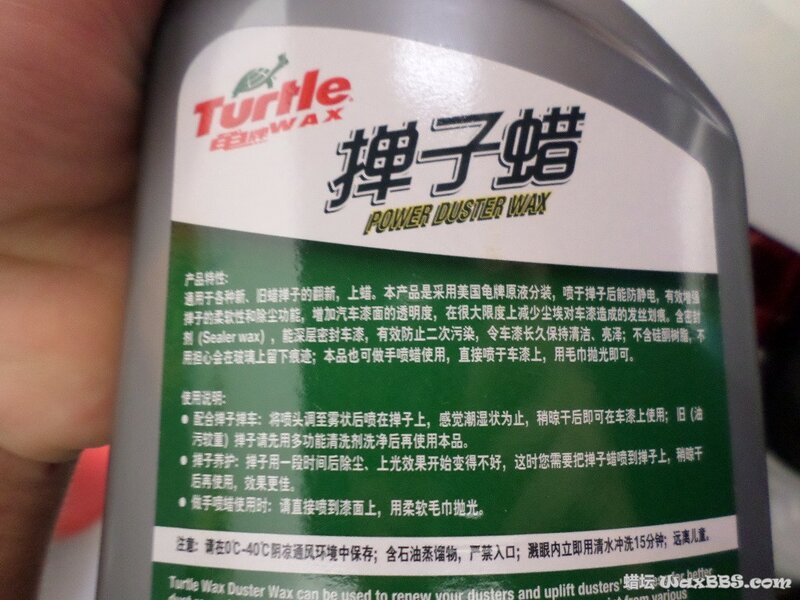 Turtle
龟牌WAX
掸子蜡
POWER DUSTER WAX
产品特性:
适用于各种新、旧蜡掸子的翻新，上蜡。本产品是采用美国龟牌原液分装，喷于掸子后能防静电，有效增强
掸子的柔软性和除尘功能，增加汽车漆面的透明度，在很大限度上减少尘埃对车漆造成的发丝划痕。含密封
剂（Sealer wax），能深层密封车漆，有效防止二次污染，令车漆长久保持清洁、亮泽；不含硅酮树酯，不
用担心会在玻璃上留下痕迹；本品也可做手喷蜡使用，直接喷于车漆上，用毛巾抛光即可。
使用说明:
● 配合掸子掸车：将喷头调至雾状后喷在掸子上，感觉潮湿状为止，稍晾干后即可在车漆上使用；旧（油
污较重）掸子请先用多功能清洗剂洗净后再使用本品。
● 掸子养护：掸子用一段时间后除尘、上光效果开始变得不好，这时您需要把掸子蜡喷到掸子上，稍晾干
后再使用，效果更佳。
● 做手喷蜡使用时：请直接喷到漆面上，用柔软毛巾抛光。
注意：请在0℃-40℃阴凉通风环境中保存；含石油蒸馏物，严禁入口；溅眼内立即用清水冲洗15分钟；远离儿童。
Turtle Wax Duster Wax can be used to renew your dusters and uplift dusters'
better
from various
蜡坛 WaxBBS.com